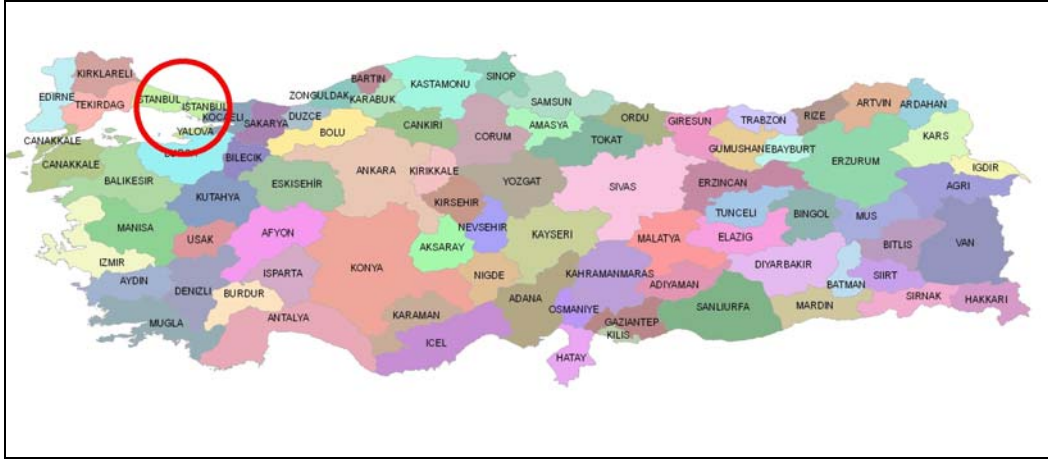 KIRKLARELI
EDIRNE
TEKIRDAG
ISTANBUL
ISTANBUL
KOCAELI
YALOVA
SAKARYA
DUZCE
ZONGULDAK
BARTIN
KARABUK
KASTAMONU
SINOP
SAMSUN
BOLU
CANKIRI
CORUM
AMASYA
TOKAT
ORDU
GIRESUN
TRABZON
RIZE
ARTVIN
ARDAHAN
KARS
IGDIR
GUMUSHANE
BAYBURT
ERZURUM
AGRI
CANAKKALE
CANAKKALE
BALIKESIR
BILECIK
KUTAHYA
ESKISEHİR
ANKARA
KIRIKKALE
KIRSEHIR
YOZGAT
SIVAS
ERZINCAN
TUNCELI
BINGOL
MUS
BITLIS
VAN
MANISA
USAK
AFYON
IZMIR
AYDIN
DENIZLI
MUGLA
BURDUR
ISPARTA
ANTALYA
KONYA
AKSARAY
NEVSEHIR
KAYSERI
NIGDE
KARAMAN
ICEL
ADANA
KAHRAMANMARAS
OSMANIYE
HATAY
GAZIANTEP
KILIS
MALATYA
ELAZIG
ADIYAMAN
SANLIURFA
DIYARBAKIR
BATMAN
MARDIN
SIIRT
SIRNAK
HAKKARI